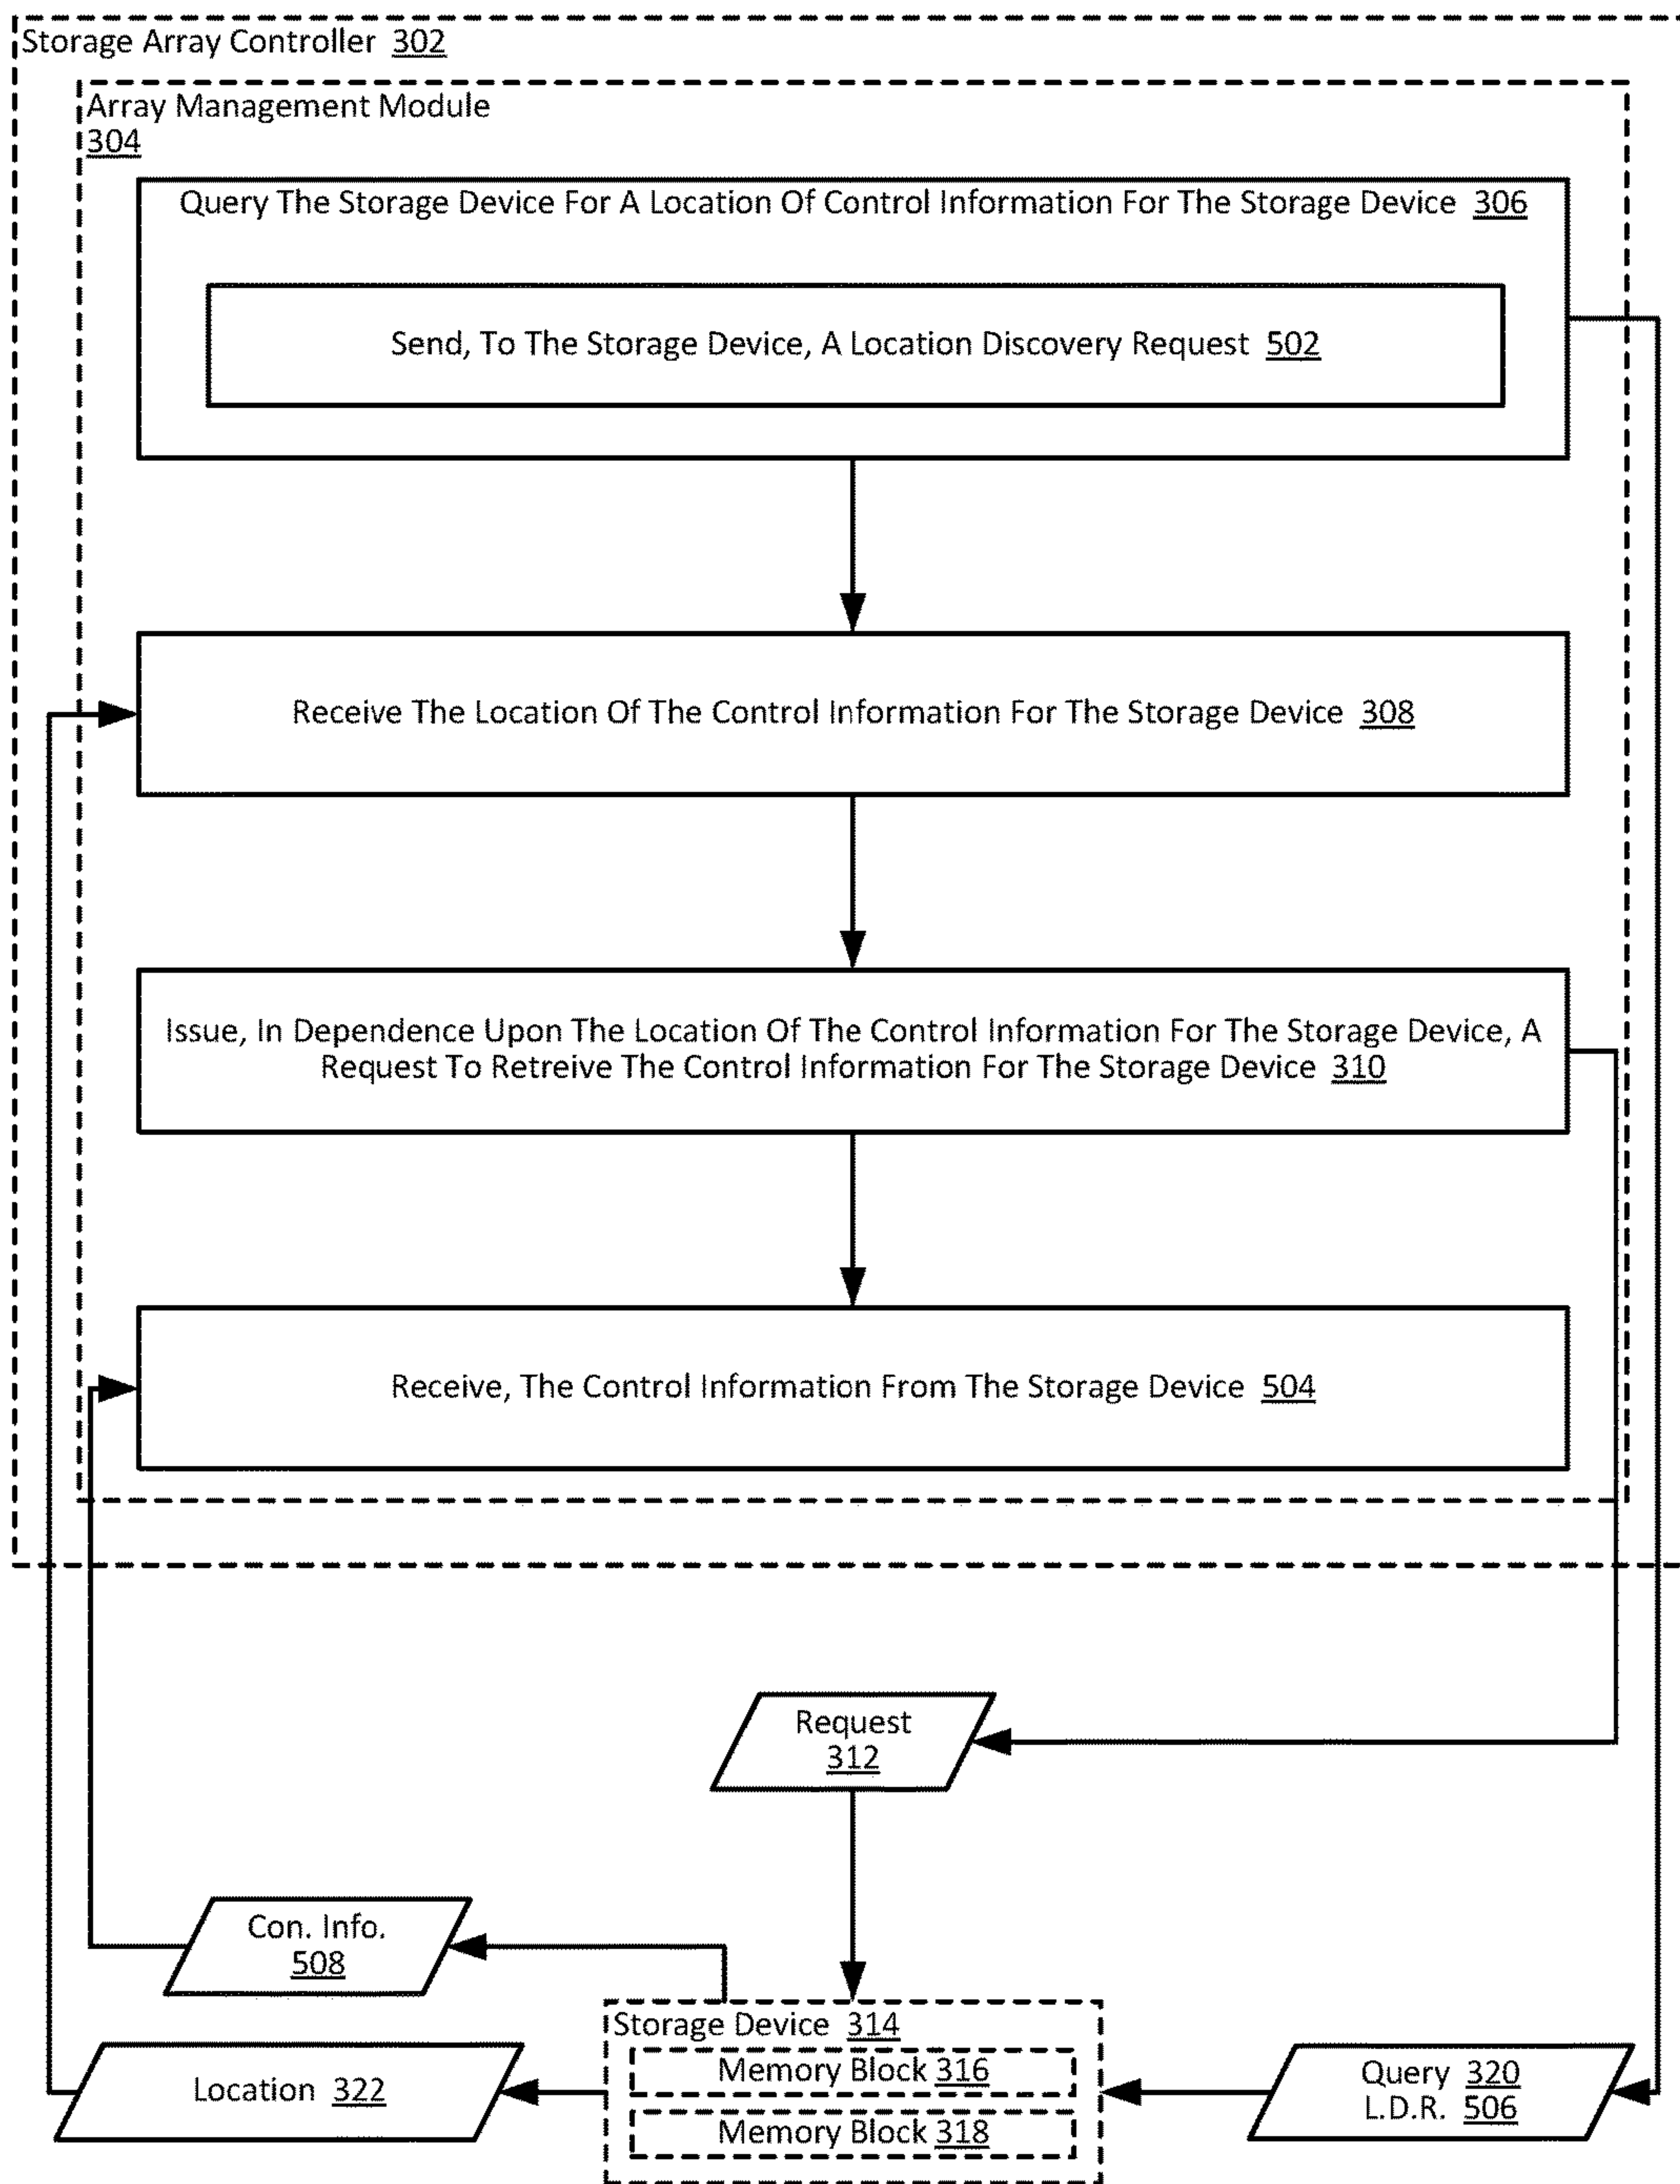 Storage Array Controller 302
Array Management Module
304
Query The Storage Device For A Location Of Control Information For The Storage Device 306
Send, To The Storage Device, A Location Discovery Request 502
Receive The Location Of The Control Information For The Storage Device 308
Issue, In Dependence Upon The Location Of The Control Information For The Storage Device, A
Request To Retreive The Control Information For The Storage Device 310
Receive, The Control Information From The Storage Device 504
Request
312
Con. Info.
508
Storage Device 314
Memory Block 316
Memory Block 318
Location 322
Query 320
L.D.R. 506